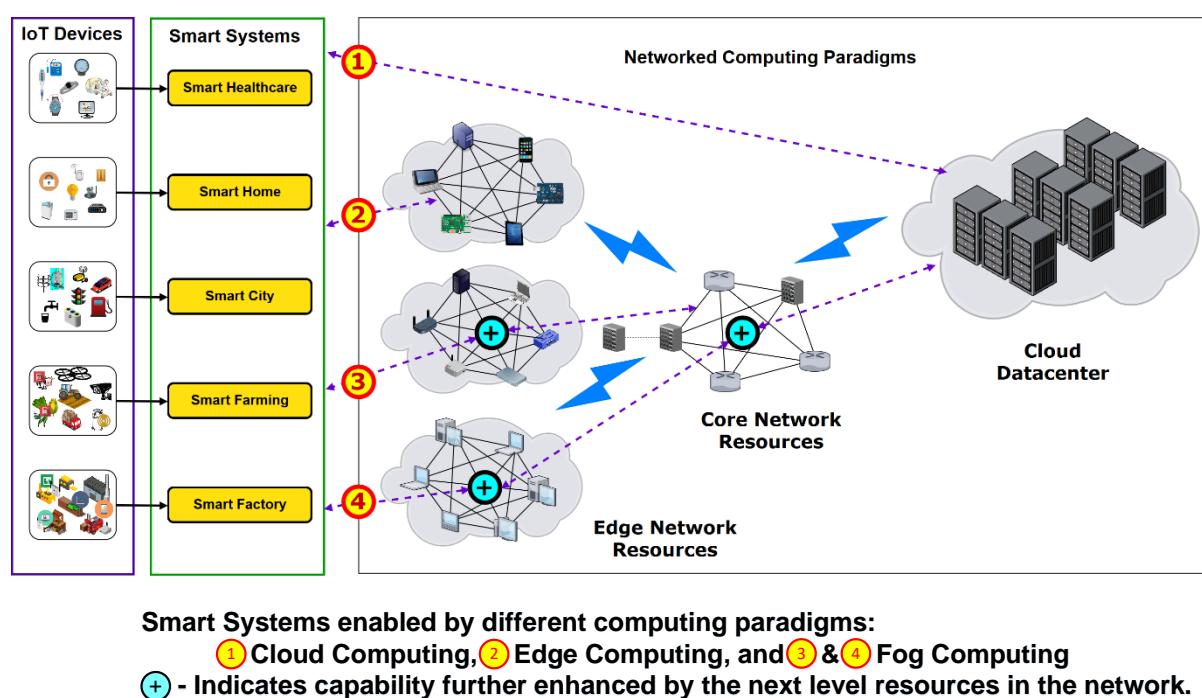 IoT Devices
Smart Systems
Networked Computing Paradigms
Smart Healthcare
Smart Home
Smart City
Smart Farming
Smart Factory
1
2
3
4
+
+
+
Cloud
Datacenter
Core Network
Resources
Edge Network
Resources
Smart Systems enabled by different computing paradigms:
1 Cloud Computing, 2 Edge Computing, and 3 & 4 Fog Computing
+ - Indicates capability further enhanced by the next level resources in the network.